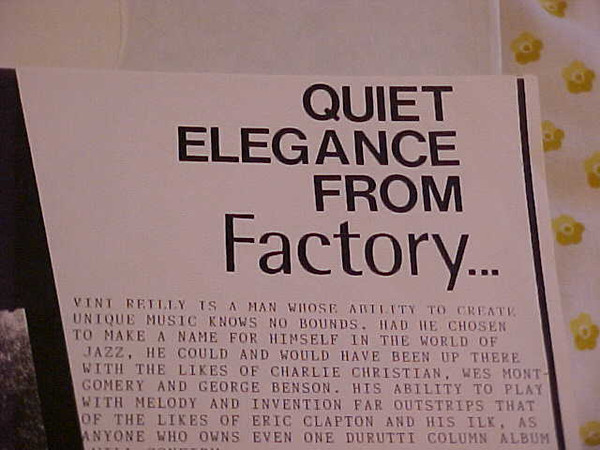 QUIET
ELEGANCE
FROM
Factory...
VINI REILLY IS A MAN WHOSE ABILITY TO CREATE
UNIQUE MUSIC KNOWS NO BOUNDS. HAD HE CHOSEN
TO MAKE A NAME FOR HIMSELF IN THE WORLD OF
JAZZ, HE COULD AND WOULD HAVE BEEN UP THERE
WITH THE LIKES OF CHARLIE CHRISTIAN, WES MONT-
GOMERY AND GEORGE BENSON. HIS ABILITY TO PLAY
WITH MELODY AND INVENTION FAR OUTSTRIPS THAT
OF THE LIKES OF ERIC CLAPTON AND HIS ILK, AS
ANYONE WHO OWNS EVEN ONE DURUTTI COLUMN ALBUM